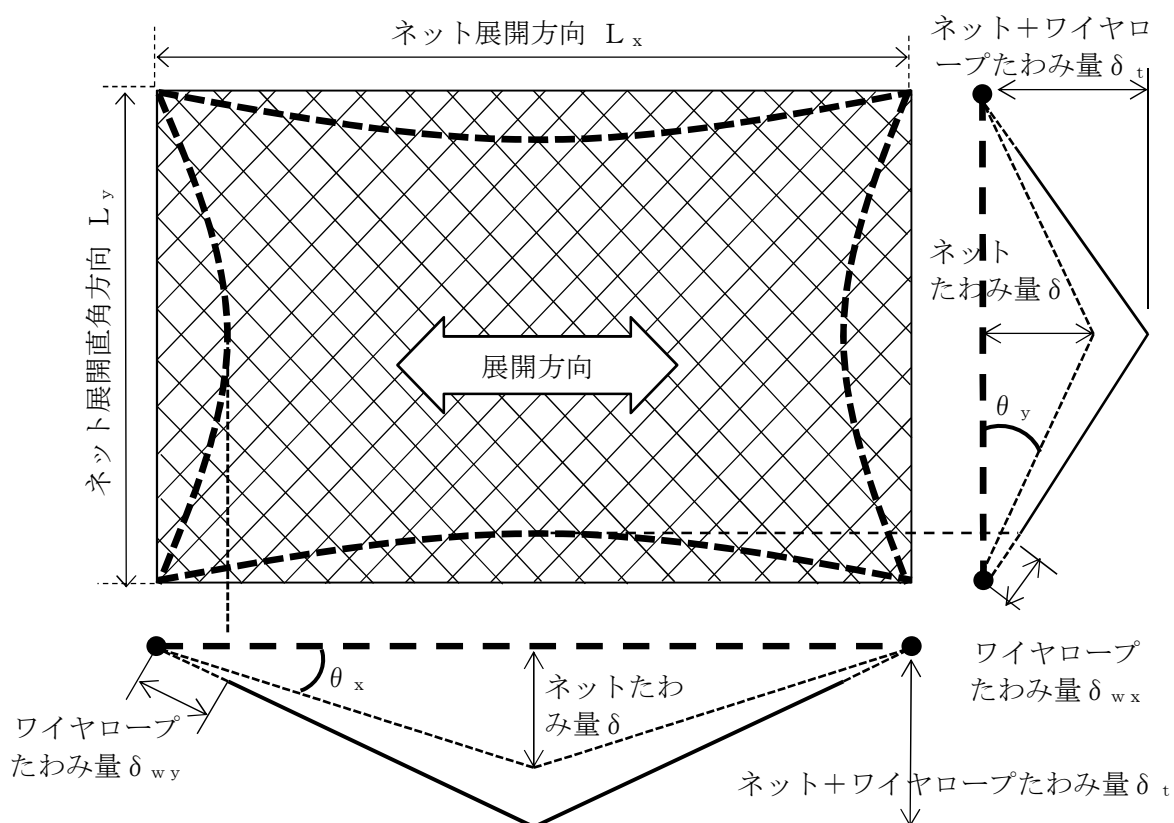 ネット展開方向 Lx
ネット+ワイヤロ
ープたわみ量δt
ネット展開直角方向 Ly
ネット
たわみ量δ
展開方向
θy
θx
ネットたわ
み量δ
ワイヤロープ
たわみ量δwx
ワイヤロープ
たわみ量δwy
ネット+ワイヤロープたわみ量δt